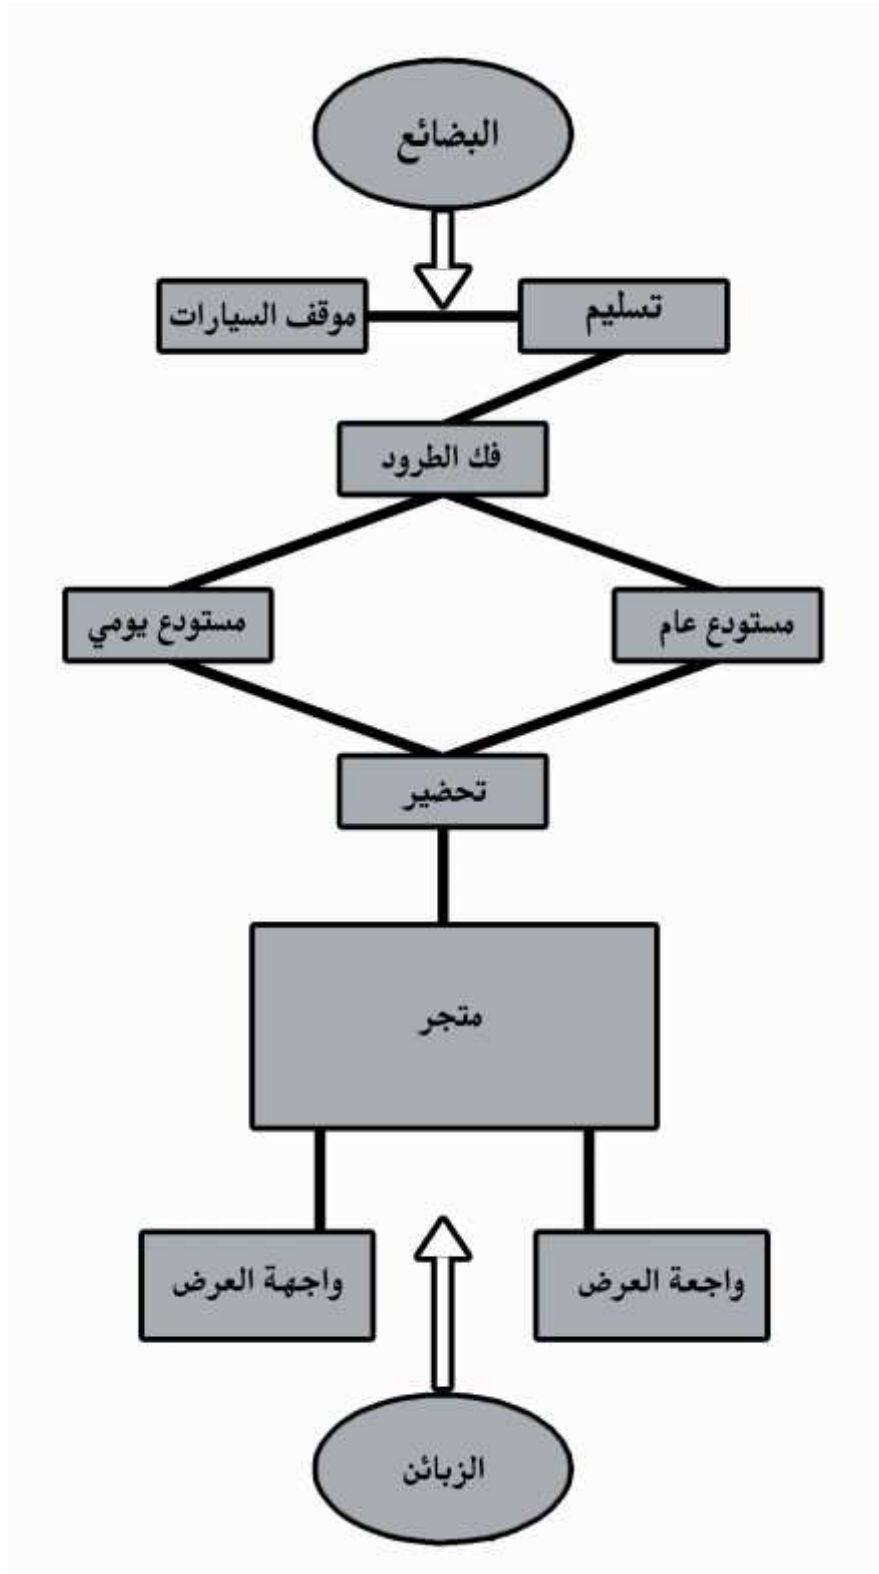 البضائع
تسليم
موقف السيارات
فك الطرود
مستودع عام
مستودع يومي
تحضير
متجر
واجعة العرض
واجهة العرض
الزبائن